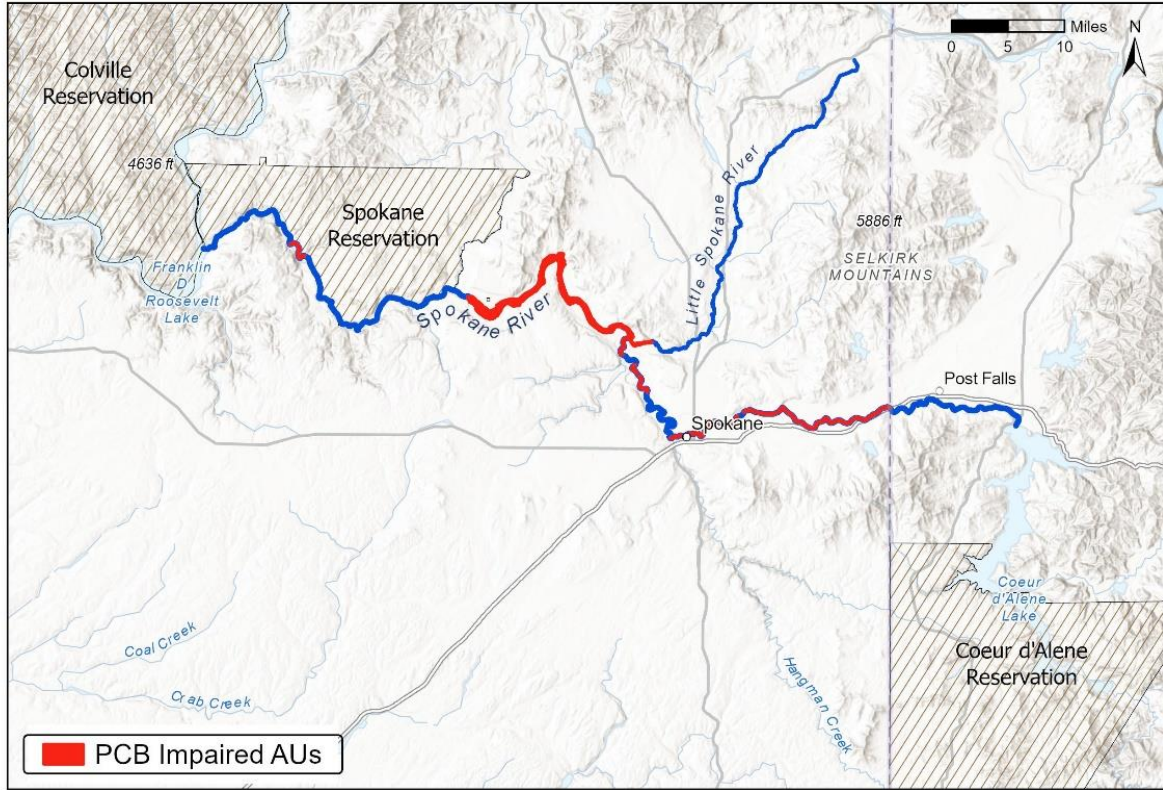 Miles
N
0
5
10
Colville
Reservation
4636 ft
Spokane
Reservation
Franklin
D
Roosevelt
Lake
Spokane River
Little Spokane River
5886 ft
SELKIRK
MOUNTAINS
Post Falls
Spokane
Coeur
d'Alene
Lake
Coeur d'Alene
Reservation
Coal Creek
Crab Creek
Hangman Creek
PCB Impaired AUs